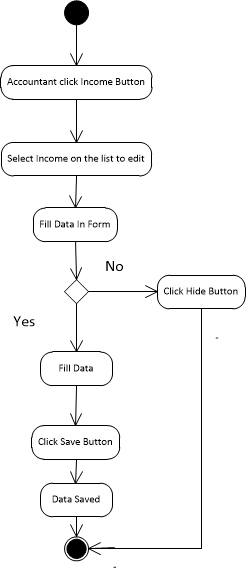 Accountant click Income Button
Select Income on the list to edit
Fill Data In Form
No
Click Hide Button
Yes
Fill Data
Click Save Button
Data Saved